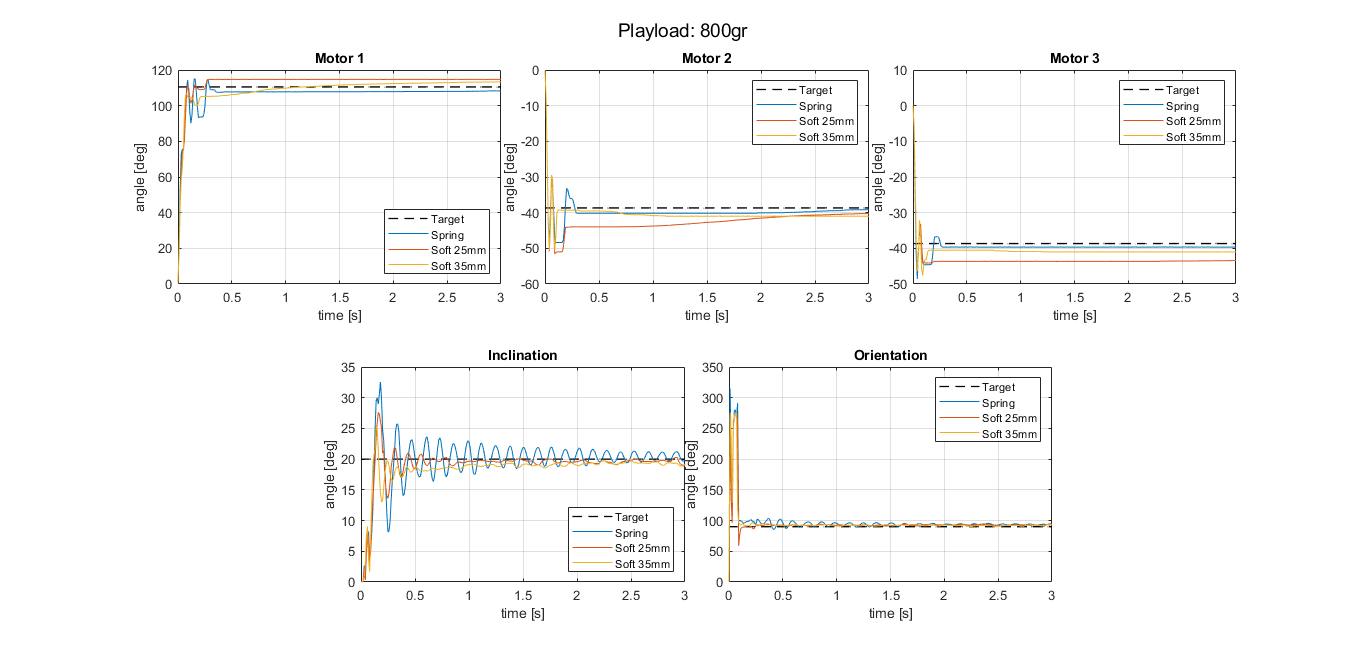 Playload: 800gr
Motor 1
120
100
80
60
40
20
0
angle [deg]
Target
Spring
Soft 25mm
Soft 35mm
0 0.5 1 1.5 2 2.5 3
time [s]
Motor 2
0
-10
-20
-30
-40
-50
-60
angle [deg]
Target
Spring
Soft 25mm
Soft 35mm
0 0.5 1 1.5 2 2.5 3
time [s]
Motor 3
10
0
-10
-20
-30
-40
-50
angle [deg]
Target
Spring
Soft 25mm
Soft 35mm
0 0.5 1 1.5 2 2.5 3
time [s]
Inclination
35
30
25
20
15
10
5
0
angle [deg]
Target
Spring
Soft 25mm
Soft 35mm
0 0.5 1 1.5 2 2.5 3
time [s]
Orientation
350
300
250
200
150
100
50
0
angle [deg]
Target
Spring
Soft 25mm
Soft 35mm
0 0.5 1 1.5 2 2.5 3
time [s]